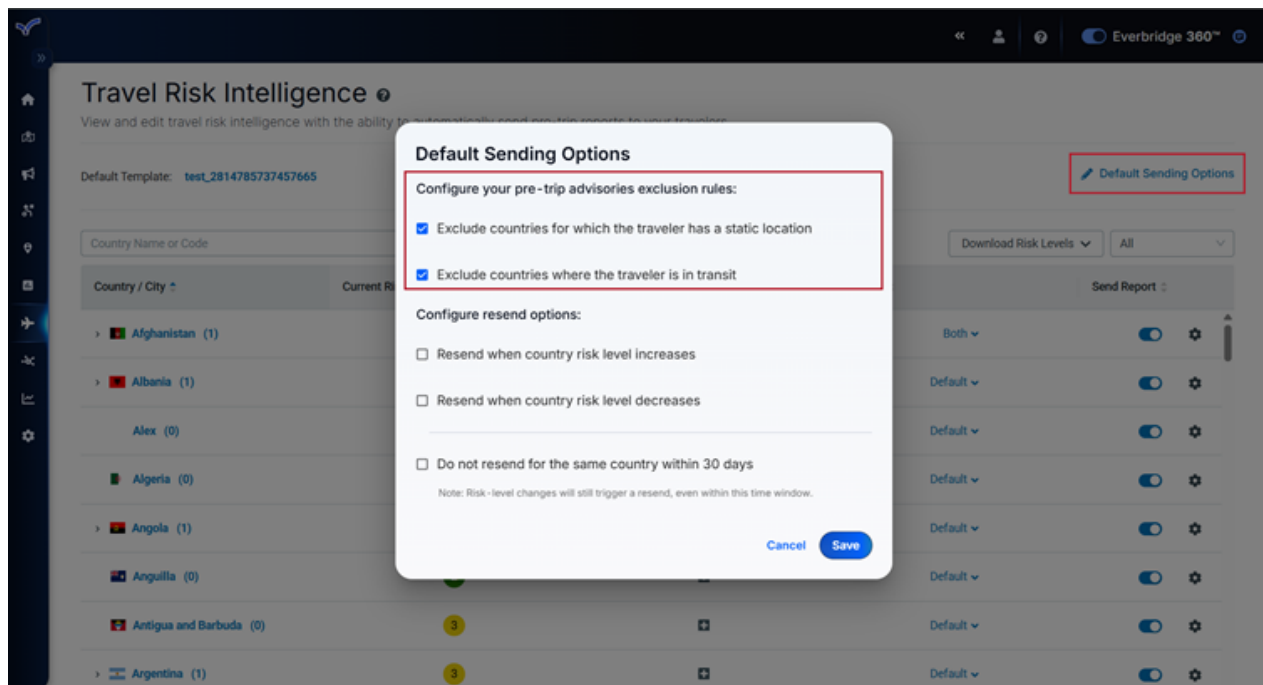 Everbridge 360™
Travel Risk Intelligence
View and edit travel risk intelligence with the ability to automatically send pre-trip reports to your travelers
Default Template: test_2814785737457665
Default Sending Options
Country Name or Code
Download Risk Levels
All
Country / City
Current Ri
Send Report
Afghanistan (1)
Both
Albania (1)
Default
Alex (0)
Default
Algeria (0)
Default
Angola (1)
Default
Anguilla (0)
Default
Antigua and Barbuda (0)
3
Default
Argentina (1)
3
Default
Default Sending Options
Configure your pre-trip advisories exclusion rules:
Exclude countries for which the traveler has a static location
Exclude countries where the traveler is in transit
Configure resend options:
Resend when country risk level increases
Resend when country risk level decreases
Do not resend for the same country within 30 days
Note: Risk-level changes will still trigger a resend, even within this time window.
Cancel
Save